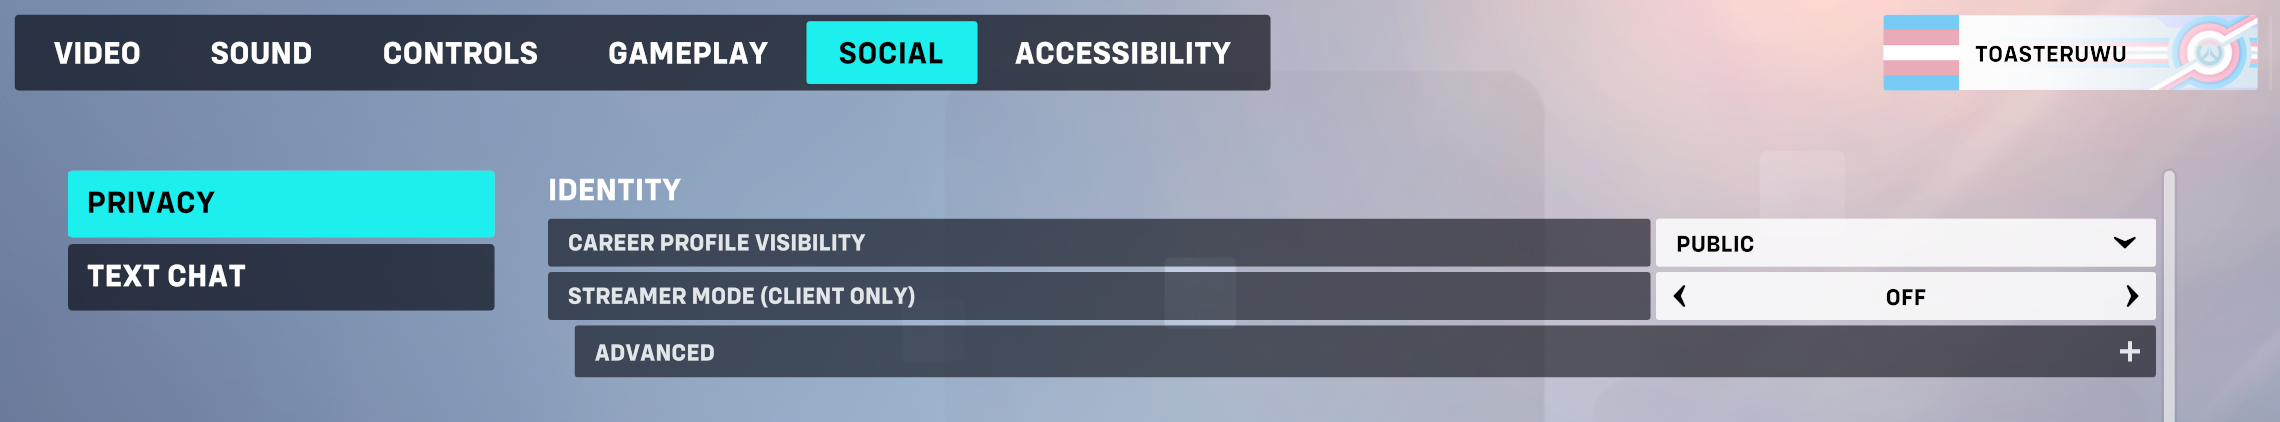 VIDEO SOUND CONTROLS GAMEPLAY SOCIAL ACCESSIBILITY TOASTERUWU
PRIVACY
TEXT CHAT
IDENTITY
CAREER PROFILE VISIBILITY PUBLIC
STREAMER MODE (CLIENT ONLY) OFF
ADVANCED